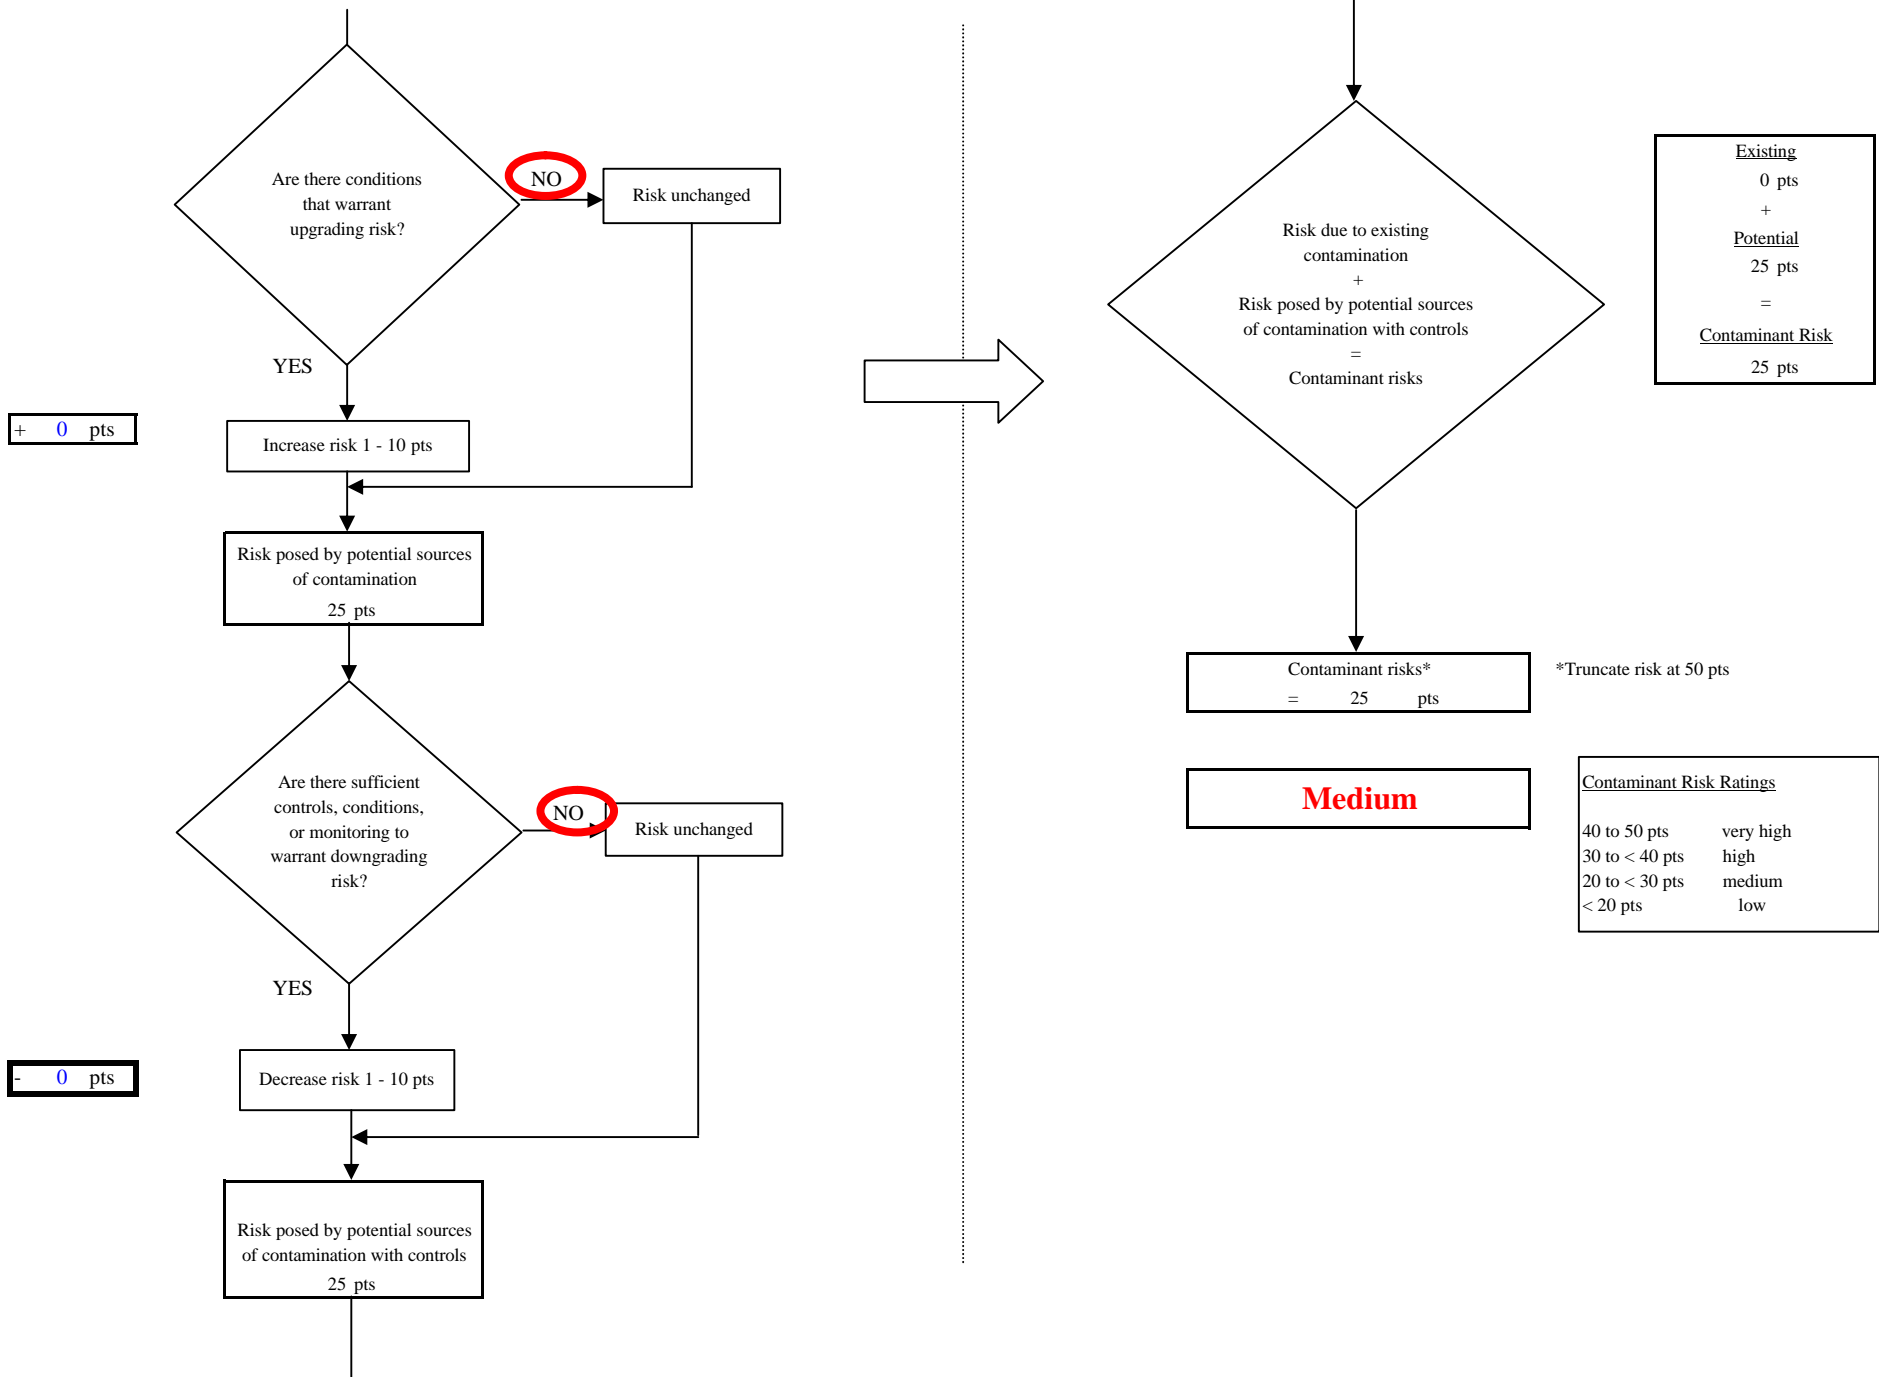 Are there conditions
that warrant
upgrading risk?
NO
Risk unchanged
YES
+ 0 pts
Increase risk 1 - 10 pts
Risk posed by potential sources
of contamination
25 pts
Are there sufficient
controls, conditions,
or monitoring to
warrant downgrading
risk?
NO
Risk unchanged
YES
- 0 pts
Decrease risk 1 - 10 pts
Risk posed by potential sources
of contamination with controls
25 pts
Risk due to existing
contamination
+
Risk posed by potential sources
of contamination with controls
=
Contaminant risks
Existing
0 pts
+
Potential
25 pts
=
Contaminant Risk
25 pts
Contaminant risks*
= 25 pts
*Truncate risk at 50 pts
Medium
Contaminant Risk Ratings
40 to 50 pts very high
30 to < 40 pts high
20 to < 30 pts medium
< 20 pts low